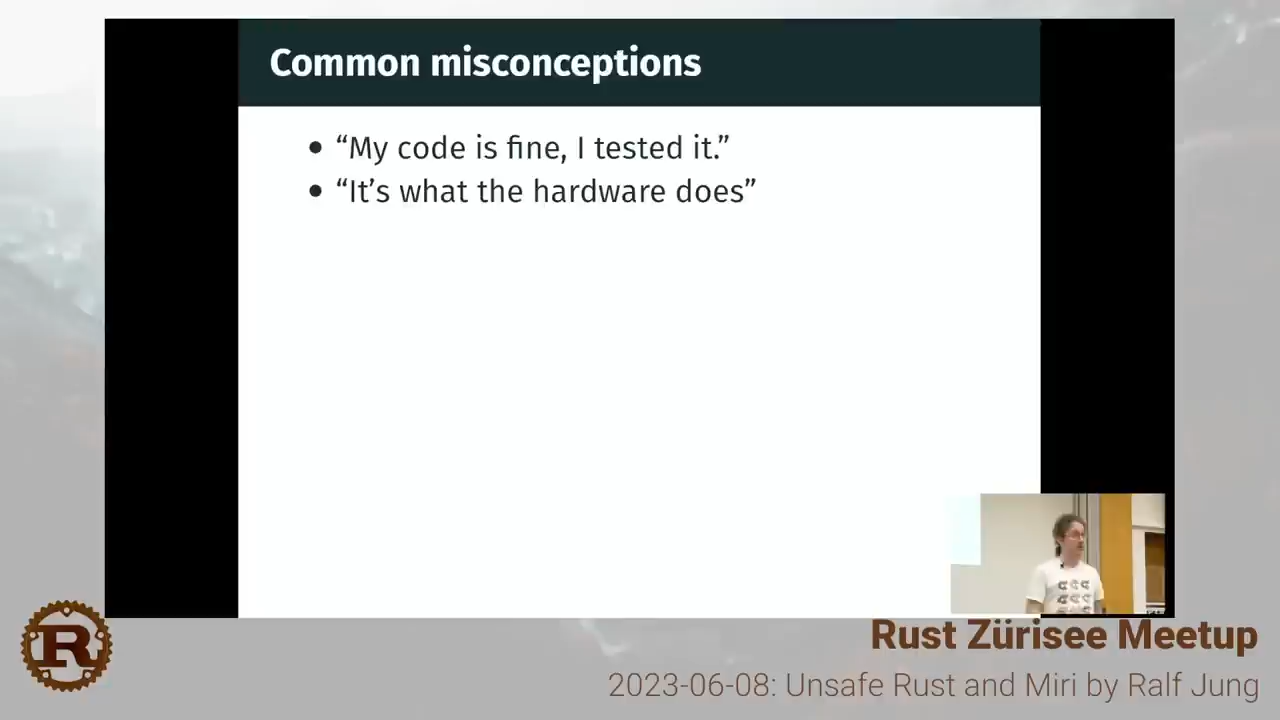 Common misconceptions
• “My code is fine, I tested it.”
• “It’s what the hardware does”
R
Rust Zürisee Meetup
2023-06-08: Unsafe Rust and Miri by Ralf Jung